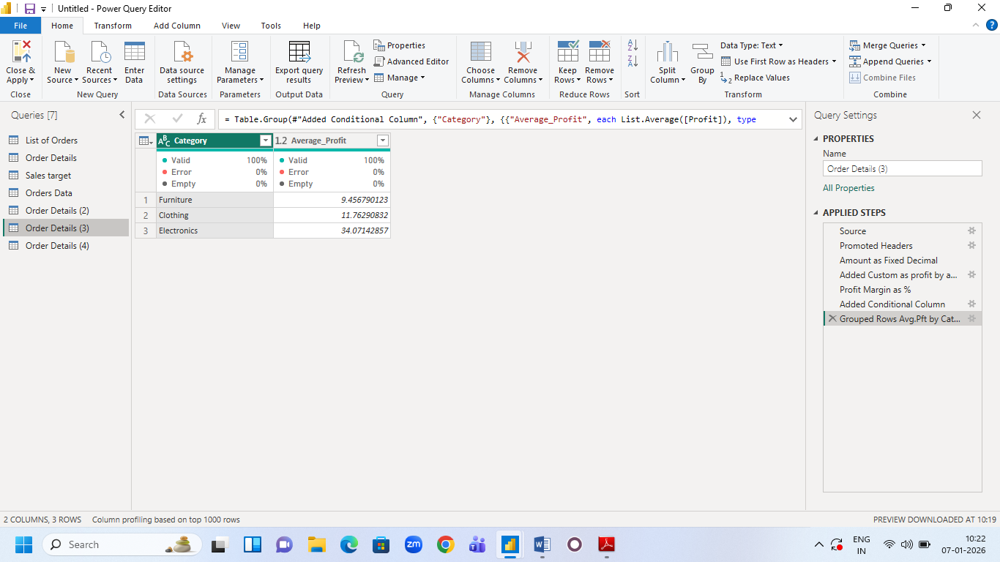 Untitled - Power Query Editor
File Home Transform Add Column View Tools Help
Close & Apply
New Source
Recent Sources
Enter Data
Data source settings
Manage Parameters
Export query results
Refresh Preview
Properties
Advanced Editor
Manage
Choose Columns
Remove Columns
Keep Rows
Remove Rows
Split Column
Group By
Data Type: Text
Use First Row as Headers
1 2 Replace Values
Merge Queries
Append Queries
Combine Files
?
Close New Query Data Sources Parameters Output Data Query Manage Columns Reduce Rows Sort Transform Combine
Queries [7]
List of Orders
Order Details
Sales target
Orders Data
Order Details (2)
Order Details (3)
Order Details (4)
fx = Table.Group(#"Added Conditional Column", {"Category"}, {{"Average_Profit", each List.Average([Profit]), type
ABC Category 1.2 Average_Profit
Valid 100% Valid 100%
Error 0% Error 0%
Empty 0% Empty 0%
1 Furniture 9.456790123
2 Clothing 11.76290832
3 Electronics 34.07142857
Query Settings
PROPERTIES
Name
Order Details (3)
All Properties
APPLIED STEPS
Source
Promoted Headers
Amount as Fixed Decimal
Added Custom as profit by a...
Profit Margin as %
Added Conditional Column
Grouped Rows Avg.Pft by Cat...
2 COLUMNS, 3 ROWS Column profiling based on top 1000 rows PREVIEW DOWNLOADED AT 10:19
Search
zm
ENG
IN
10:22
07-01-2026